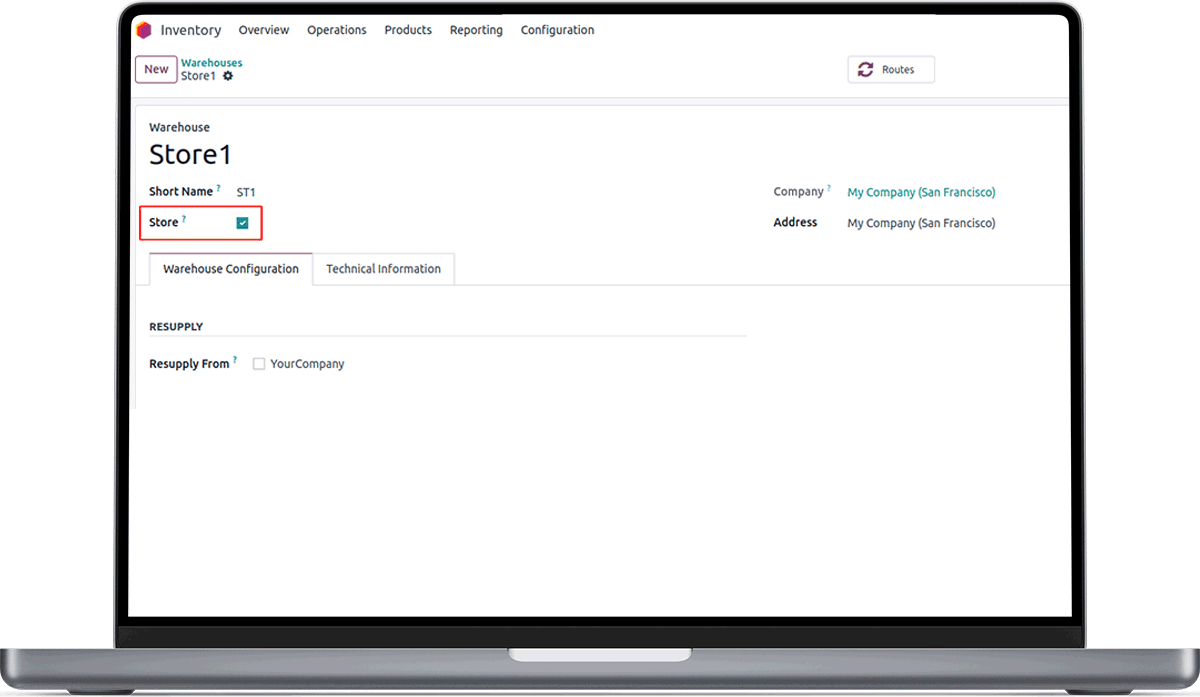 Inventory Overview Operations Products Reporting Configuration
New Warehouses
Store1
Routes
Warehouse
Store1
Short Name ? ST1
Company ? My Company (San Francisco)
Store ?
Address My Company (San Francisco)
Warehouse Configuration Technical Information
RESUPPLY
Resupply From ? YourCompany